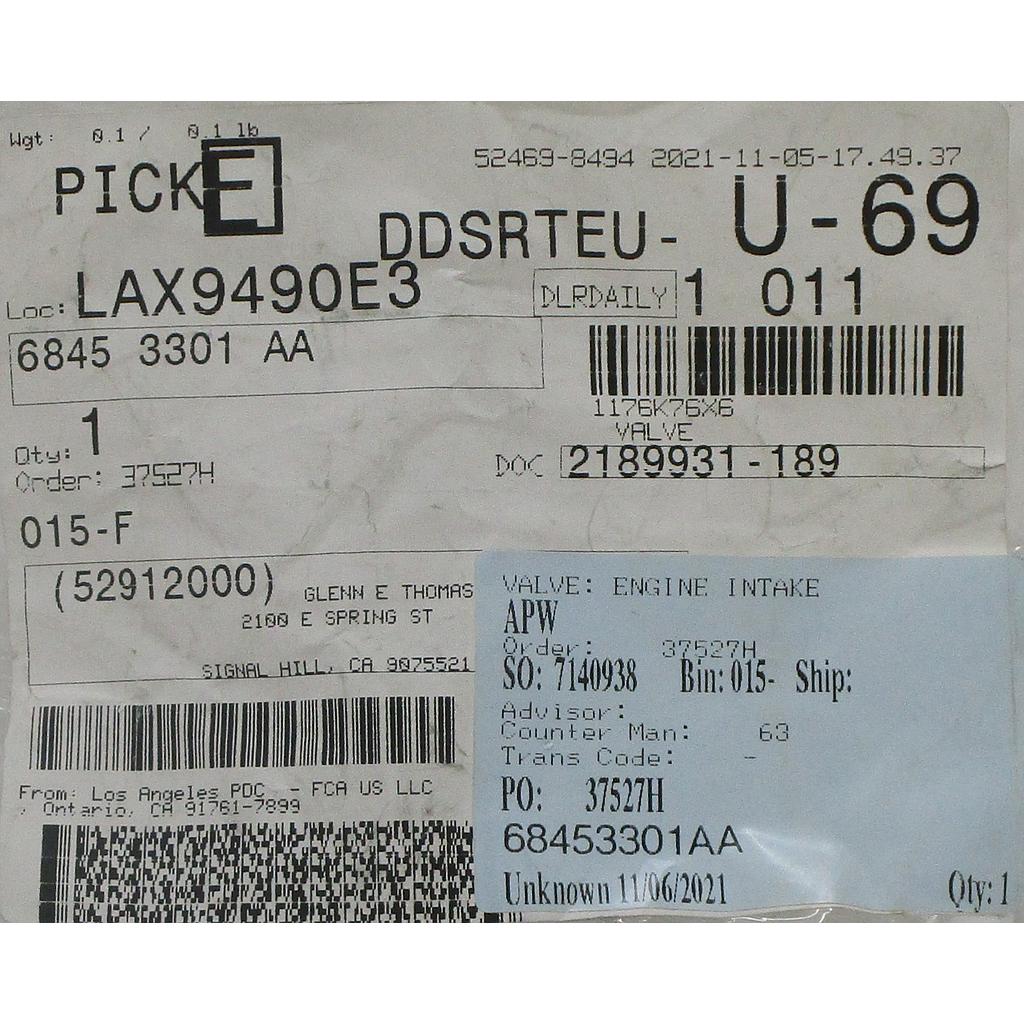 Wgt: 0.1 / 0.1 lb
52469-8494 2021-11-05-17.49.37
PICK E
DDSRTEU- U-69
Loc: LAX9490E3
DLRDAILY 1 011
6845 3301 AA
1176K76X6
VALVE
Qty: 1
DOC 2189931-189
Order: 37527H
015-F
(52912000) GLENN E THOMAS
2100 E SPRING ST
SIGNAL HILL, CA 9075521
From: Los Angeles PDC - FCA US LLC
, Ontario, CA 91761-7899
VALVE: ENGINE INTAKE
APW
Order: 37527H
SO: 7140938 Bin: 015- Ship:
Advisor:
Counter Man: 63
Trans Code: -
PO: 37527H
68453301AA
Unknown 11/06/2021 Qty: 1